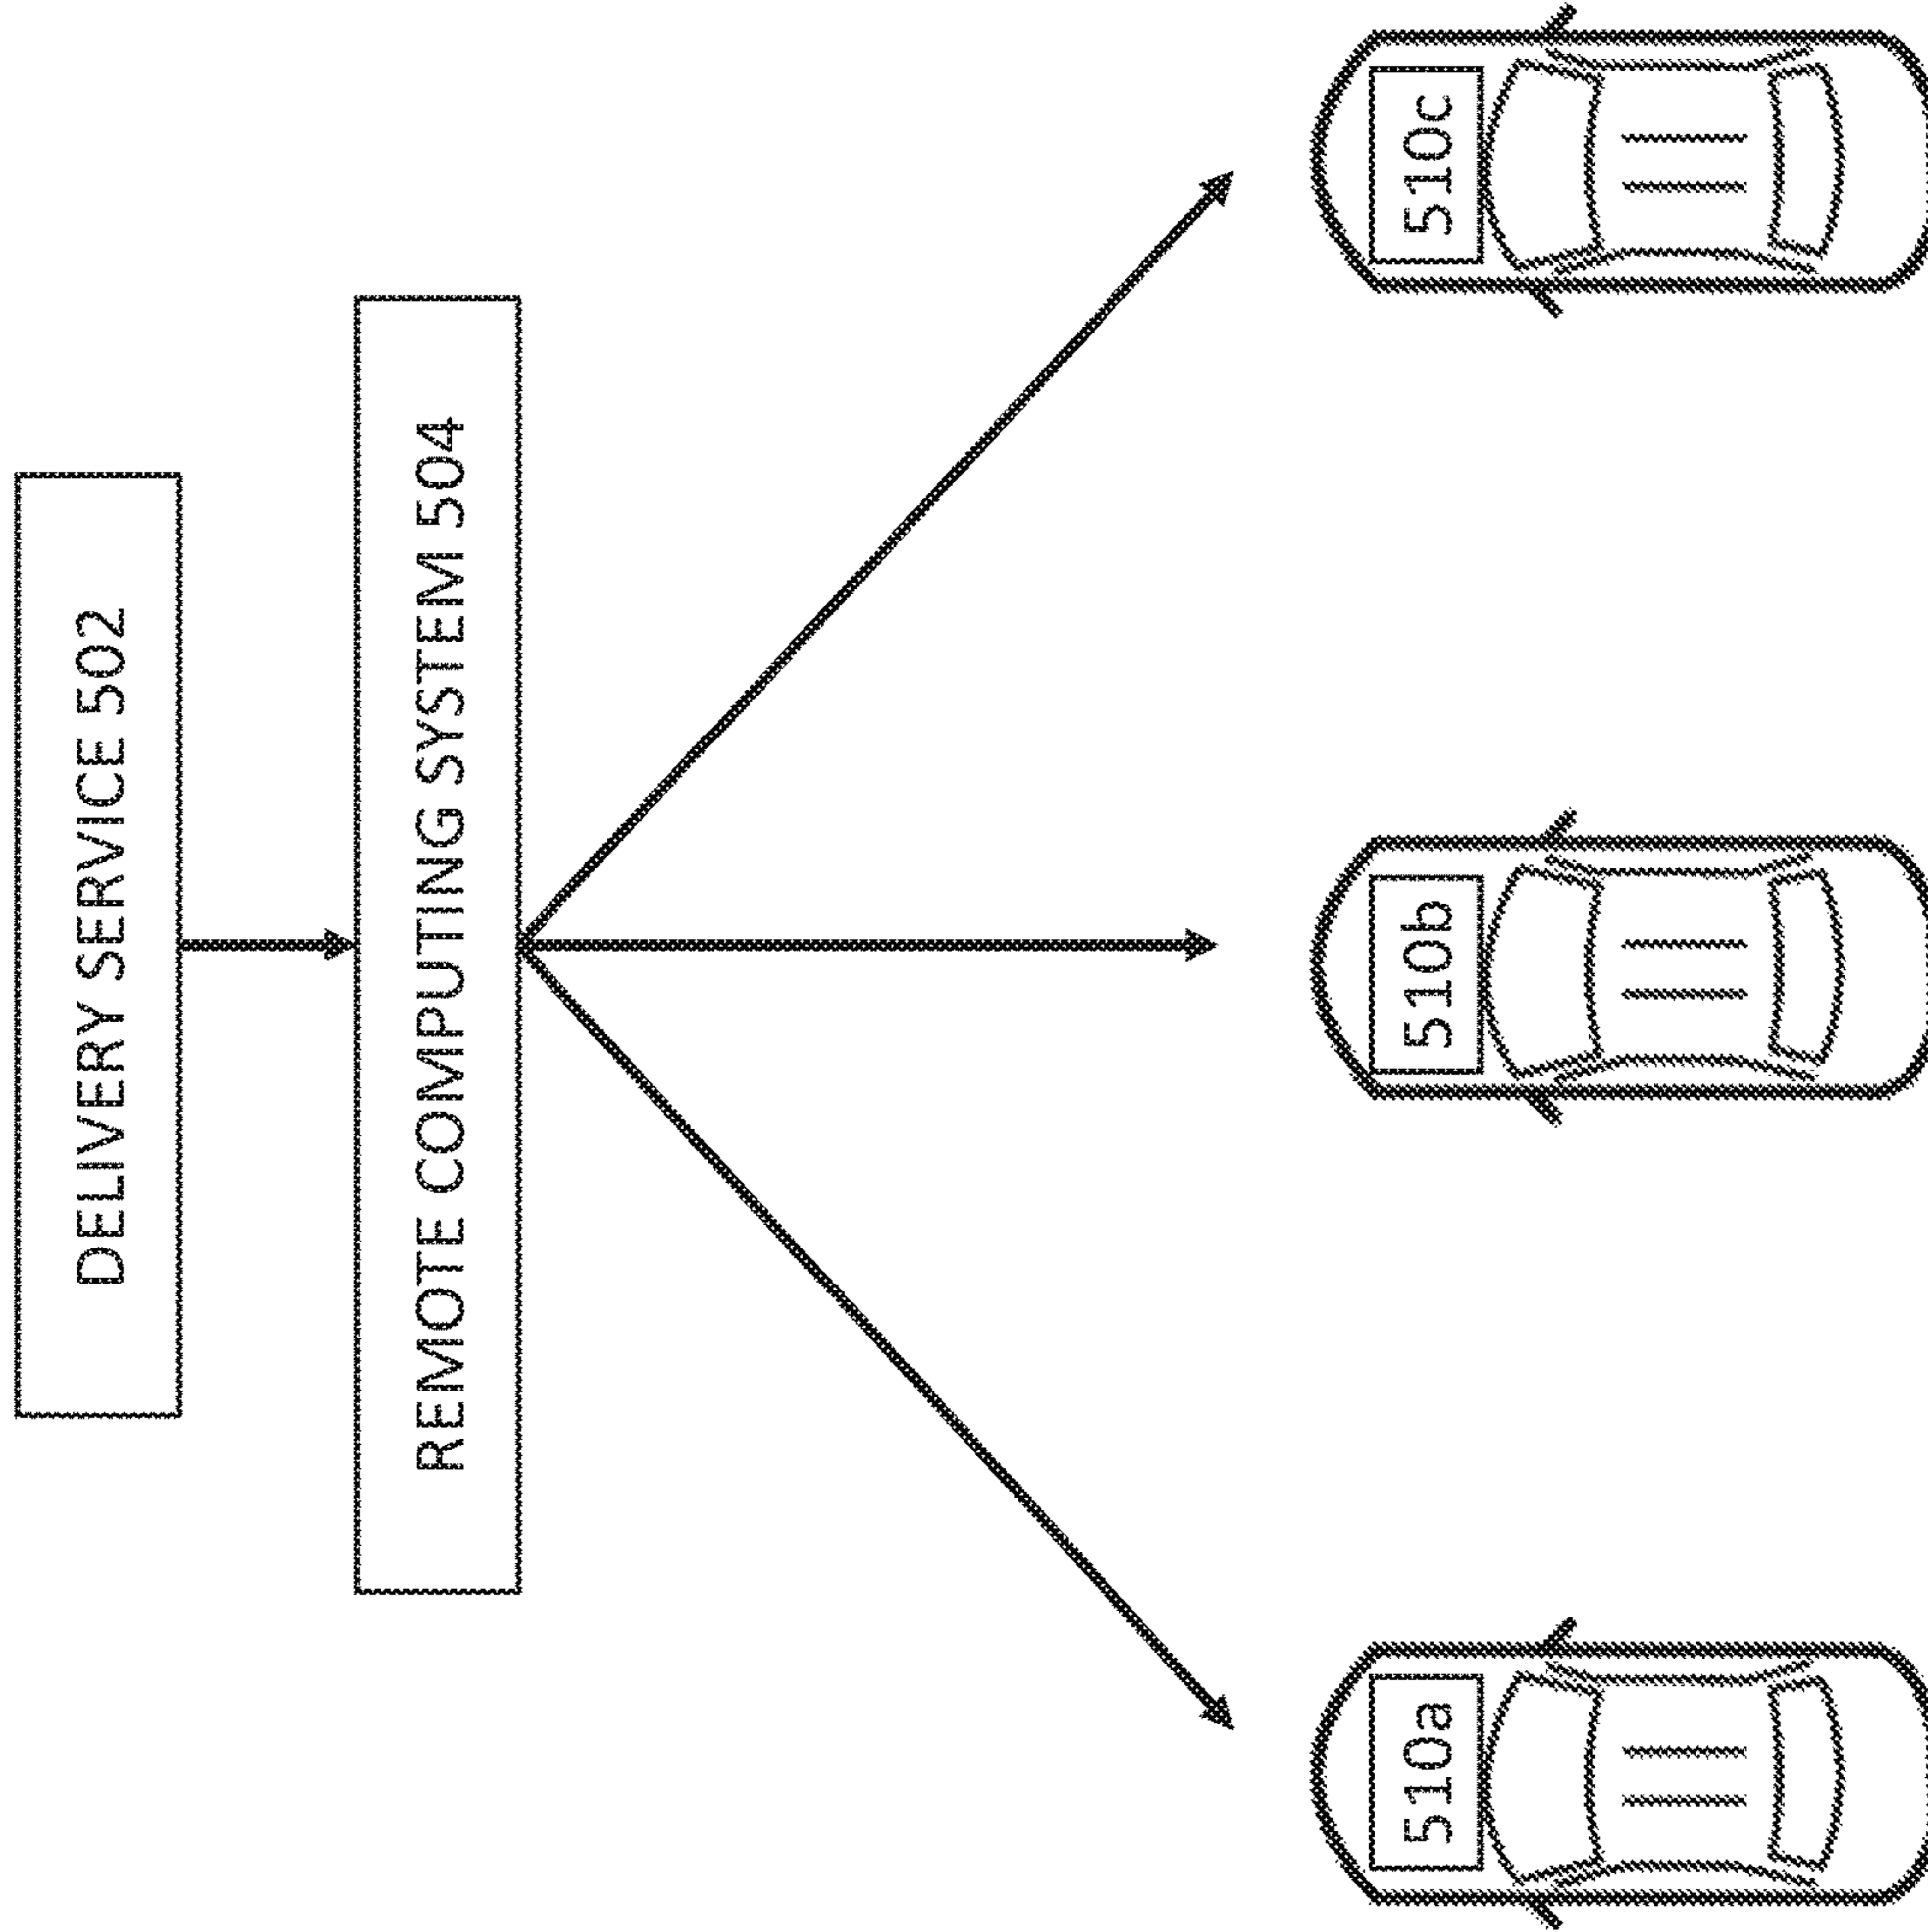 DELIVERY SERVICE 502
REMOTE COMPUTING SYSTEM 504
510a
510b
510c